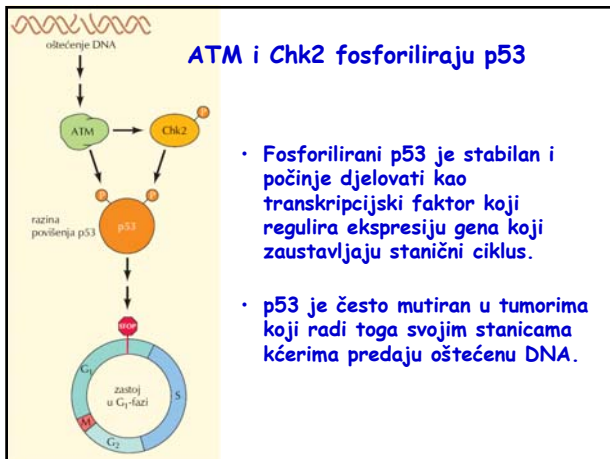 oštećenje DNA
ATM i Chk2 fosforiliraju p53
P
ATM
Chk2
P
P
razina
povišenja p53
p53
STOP
G1
S
zastoj
u G1-fazi
M
G2
• Fosforilirani p53 je stabilan i
počinje djelovati kao
transkripcijski faktor koji
regulira ekspresiju gena koji
zaustavljaju stanični ciklus.
• p53 je često mutiran u tumorima
koji radi toga svojim stanicama
kćerima predaju oštećenu DNA.